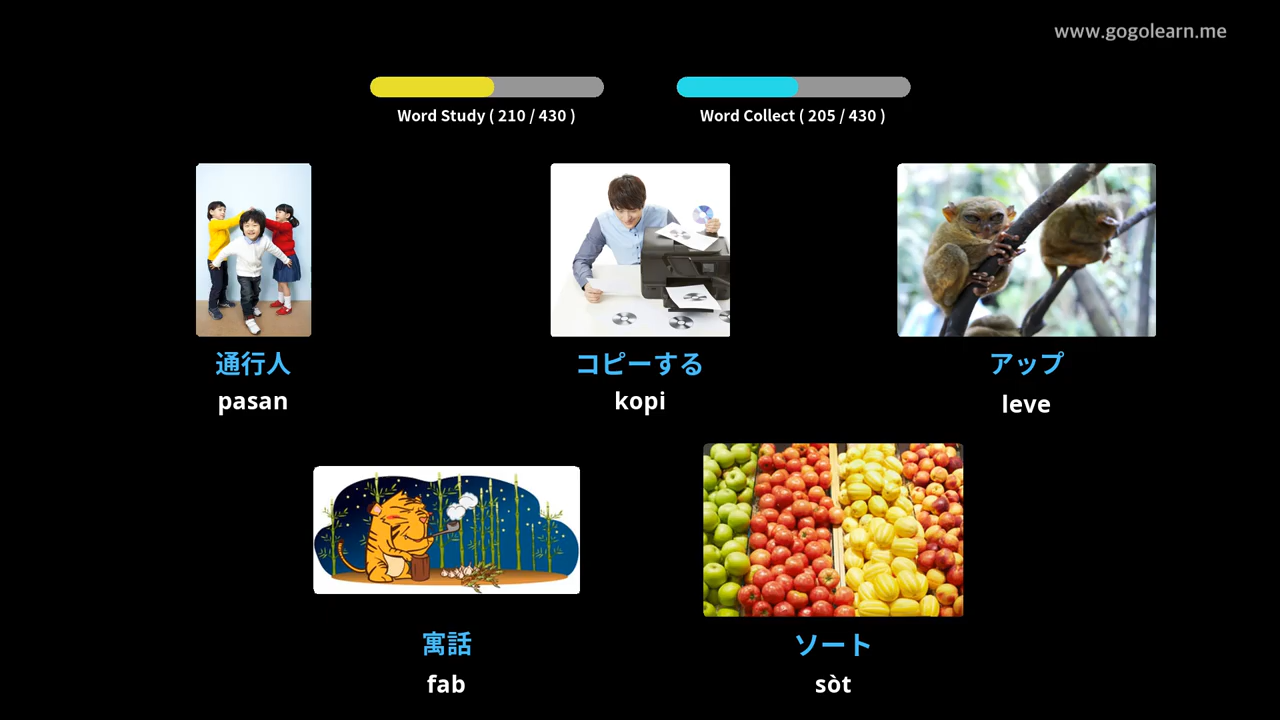 www.gogolearn.me
Word Study ( 210 / 430 )
Word Collect ( 205 / 430 )
通行人
pasan
コピーする
kopi
アップ
leve
寓話
fab
ソート
sòt